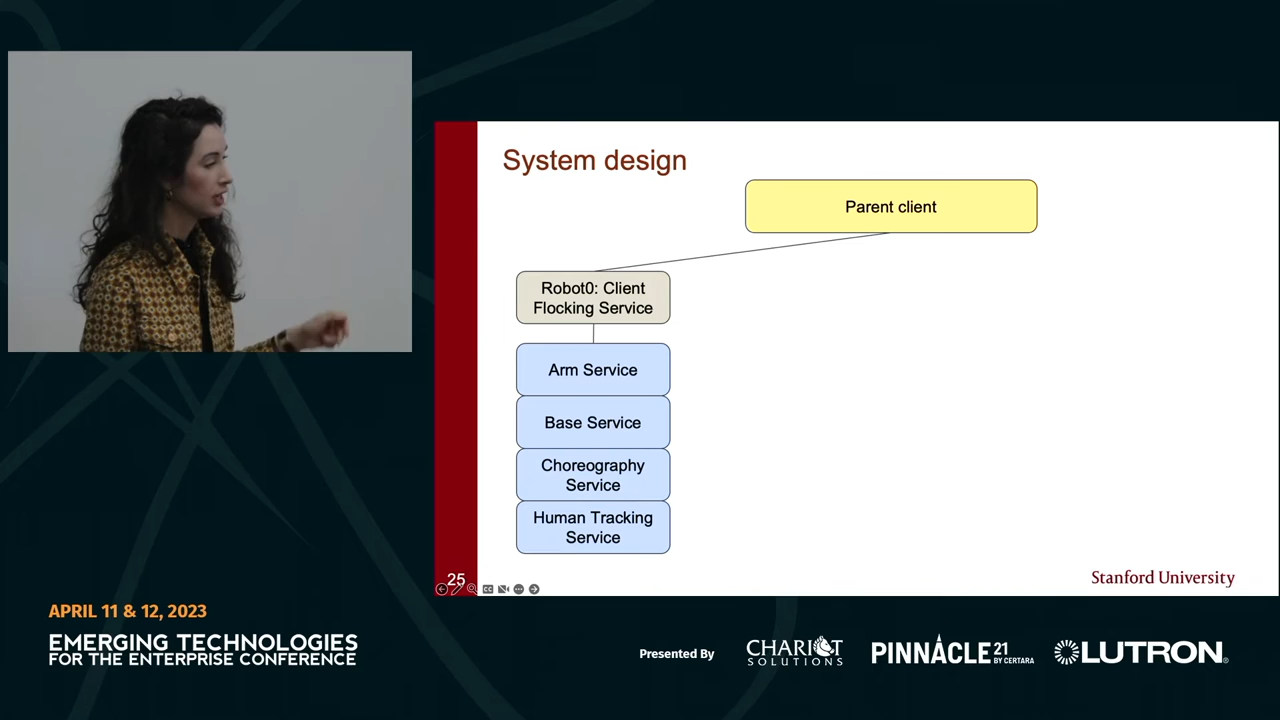 System design
Parent client
Robot0: Client
Flocking Service
Arm Service
Base Service
Choreography
Service
Human Tracking
Service
25
Stanford University
APRIL 11 & 12, 2023
EMERGING TECHNOLOGIES
FOR THE ENTERPRISE CONFERENCE
Presented By
CHARIOT
SOLUTIONS
PINNACLE 21
BY CERTARA
LUTRON